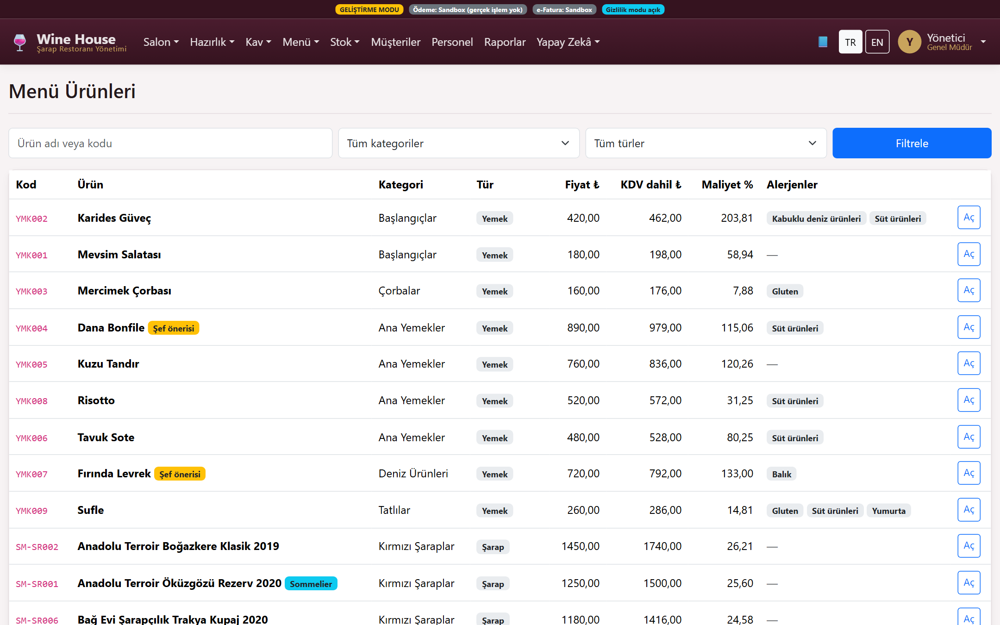 GELİŞTİRME MODU Ödeme: Sandbox (gerçek işlem yok) e-Fatura: Sandbox Gizlilik modu açık
Wine House
Şarap Restoranı Yönetimi
Salon Hazırlık Kav Menü Stok Müşteriler Personel Raporlar Yapay Zekâ
TR EN
Y
Yönetici
Genel Müdür
Menü Ürünleri
Ürün adı veya kodu Tüm kategoriler Tüm türler Filtrele
Kod Ürün Kategori Tür Fiyat ₺ KDV dahil ₺ Maliyet % Alerjenler
YMK002 Karides Güveç Başlangıçlar Yemek 420,00 462,00 203,81 Kabuklu deniz ürünleri Süt ürünleri Aç
YMK001 Mevsim Salatası Başlangıçlar Yemek 180,00 198,00 58,94 — Aç
YMK003 Mercimek Çorbası Çorbalar Yemek 160,00 176,00 7,88 Gluten Aç
YMK004 Dana Bonfile Şef önerisi Ana Yemekler Yemek 890,00 979,00 115,06 Süt ürünleri Aç
YMK005 Kuzu Tandır Ana Yemekler Yemek 760,00 836,00 120,26 — Aç
YMK008 Risotto Ana Yemekler Yemek 520,00 572,00 31,25 Süt ürünleri Aç
YMK006 Tavuk Sote Ana Yemekler Yemek 480,00 528,00 80,25 Süt ürünleri Aç
YMK007 Fırında Levrek Şef önerisi Deniz Ürünleri Yemek 720,00 792,00 133,00 Balık Aç
YMK009 Sufle Tatlılar Yemek 260,00 286,00 14,81 Gluten Süt ürünleri Yumurta Aç
SM-SR002 Anadolu Terroir Boğazkere Klasik 2019 Kırmızı Şaraplar Şarap 1450,00 1740,00 26,21 — Aç
SM-SR001 Anadolu Terroir Öküzgözü Rezerv 2020 Sommelier Kırmızı Şaraplar Şarap 1250,00 1500,00 25,60 — Aç
SM-SR006 Bağ Evi Şarapçılık Trakya Kupaj 2020 Kırmızı Şaraplar Şarap 1180,00 1416,00 24,58 — Aç